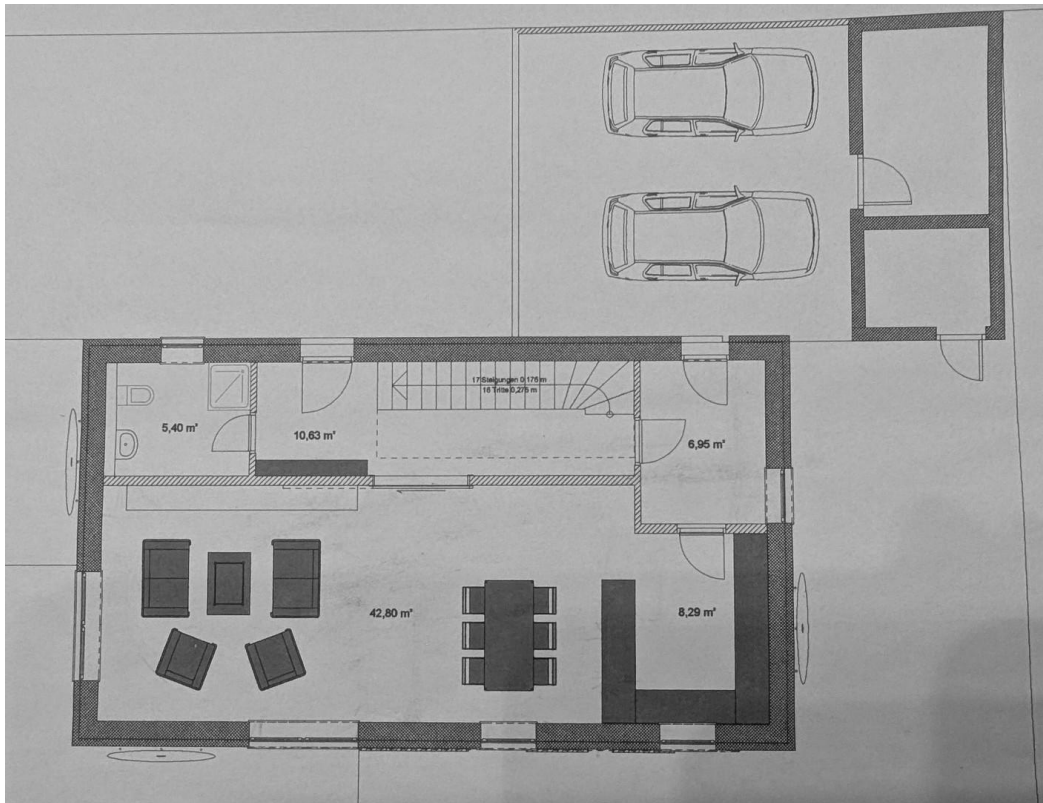 17 Steigungen 0,176 m
16 Tritte 0,275 m
5,40 m²
10,63 m²
6,95 m²
42,80 m²
8,29 m²